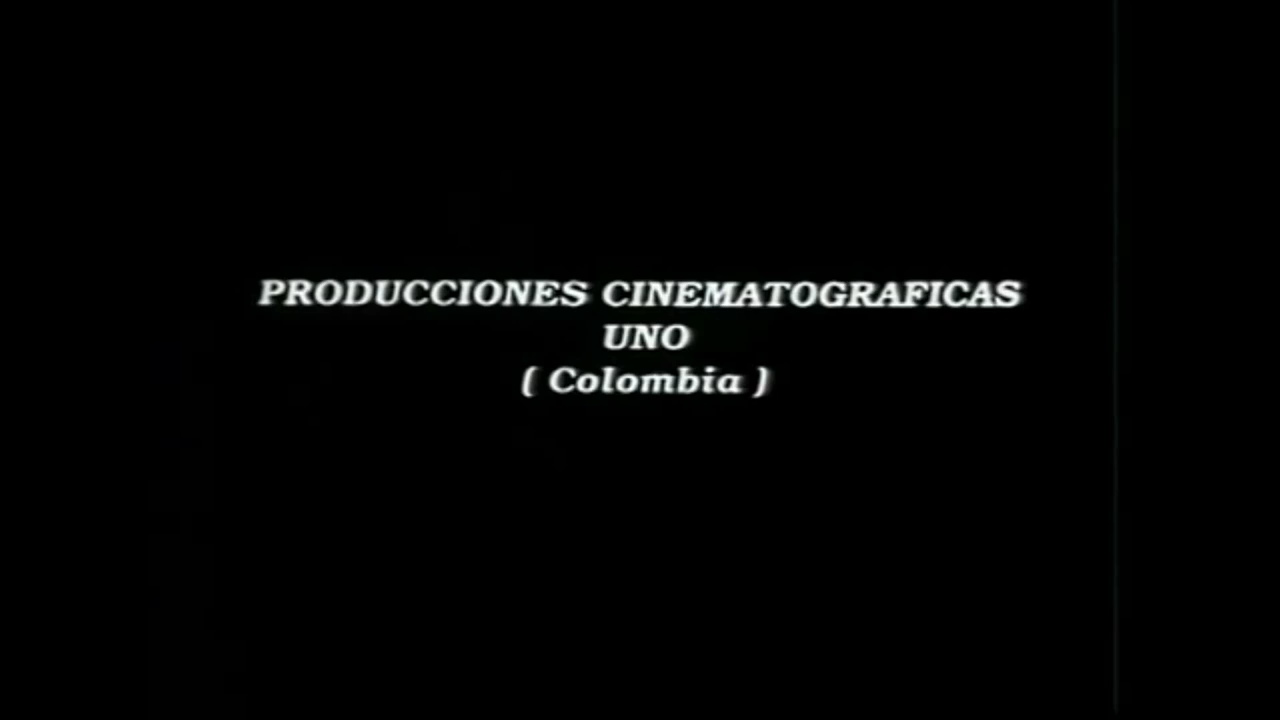 PRODUCCIONES CINEMATOGRAFICAS
UNO
( Colombia )